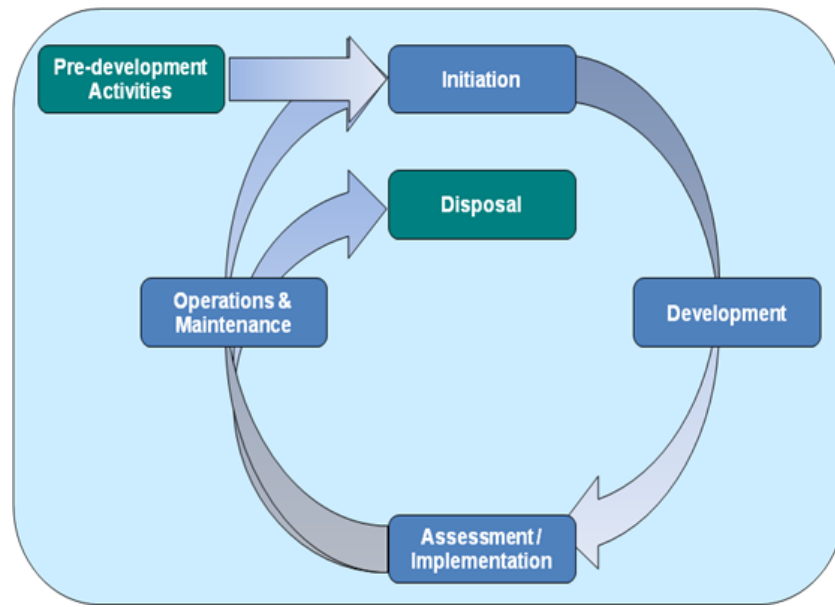 Pre-development
Activities
Initiation
Disposal
Operations &
Maintenance
Development
Assessment /
Implementation